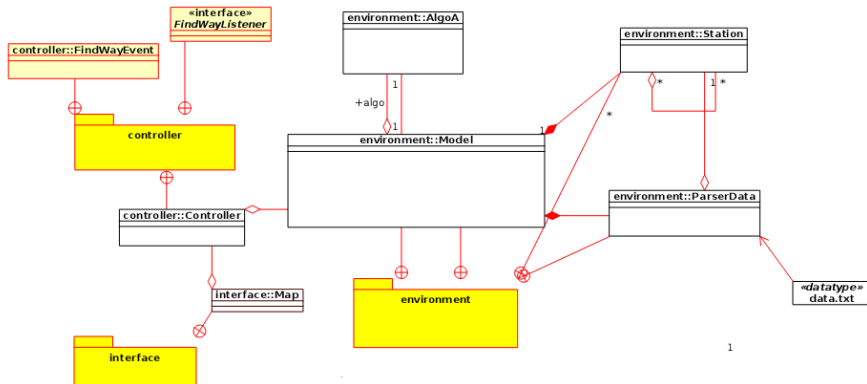 «interface»
FindWayListener
controller::FindWayEvent
controller
controller::Controller
interface::Map
interface
environment::AlgoA
1
+algo
1
environment::Model
1
*
environment::Station
*
1
*
environment::ParserData
environment
«datatype»
data.txt
1